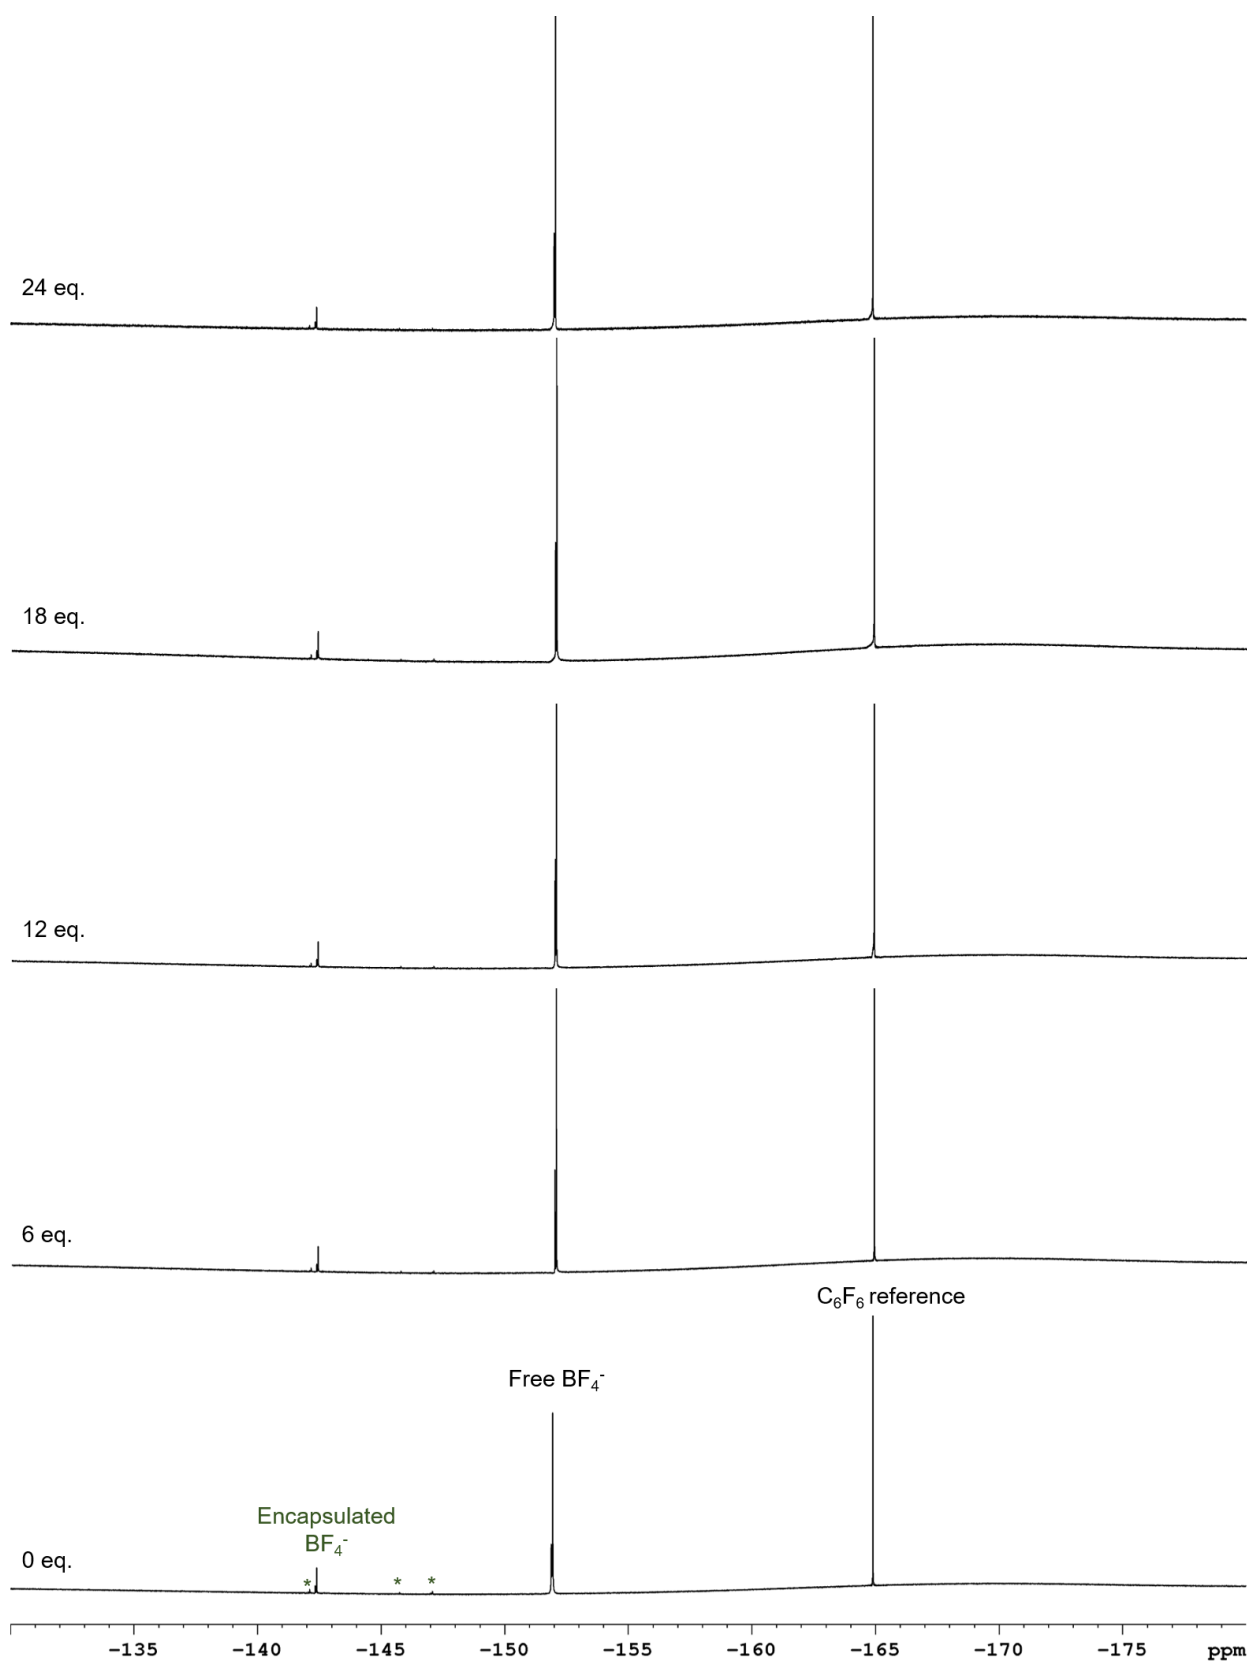 24 eq.
18 eq.
12 eq.
6 eq.
C₆F₆ reference
Free BF₄⁻
Encapsulated
BF₄⁻
0 eq.
* * *
-135 -140 -145 -150 -155 -160 -165 -170 -175 ppm